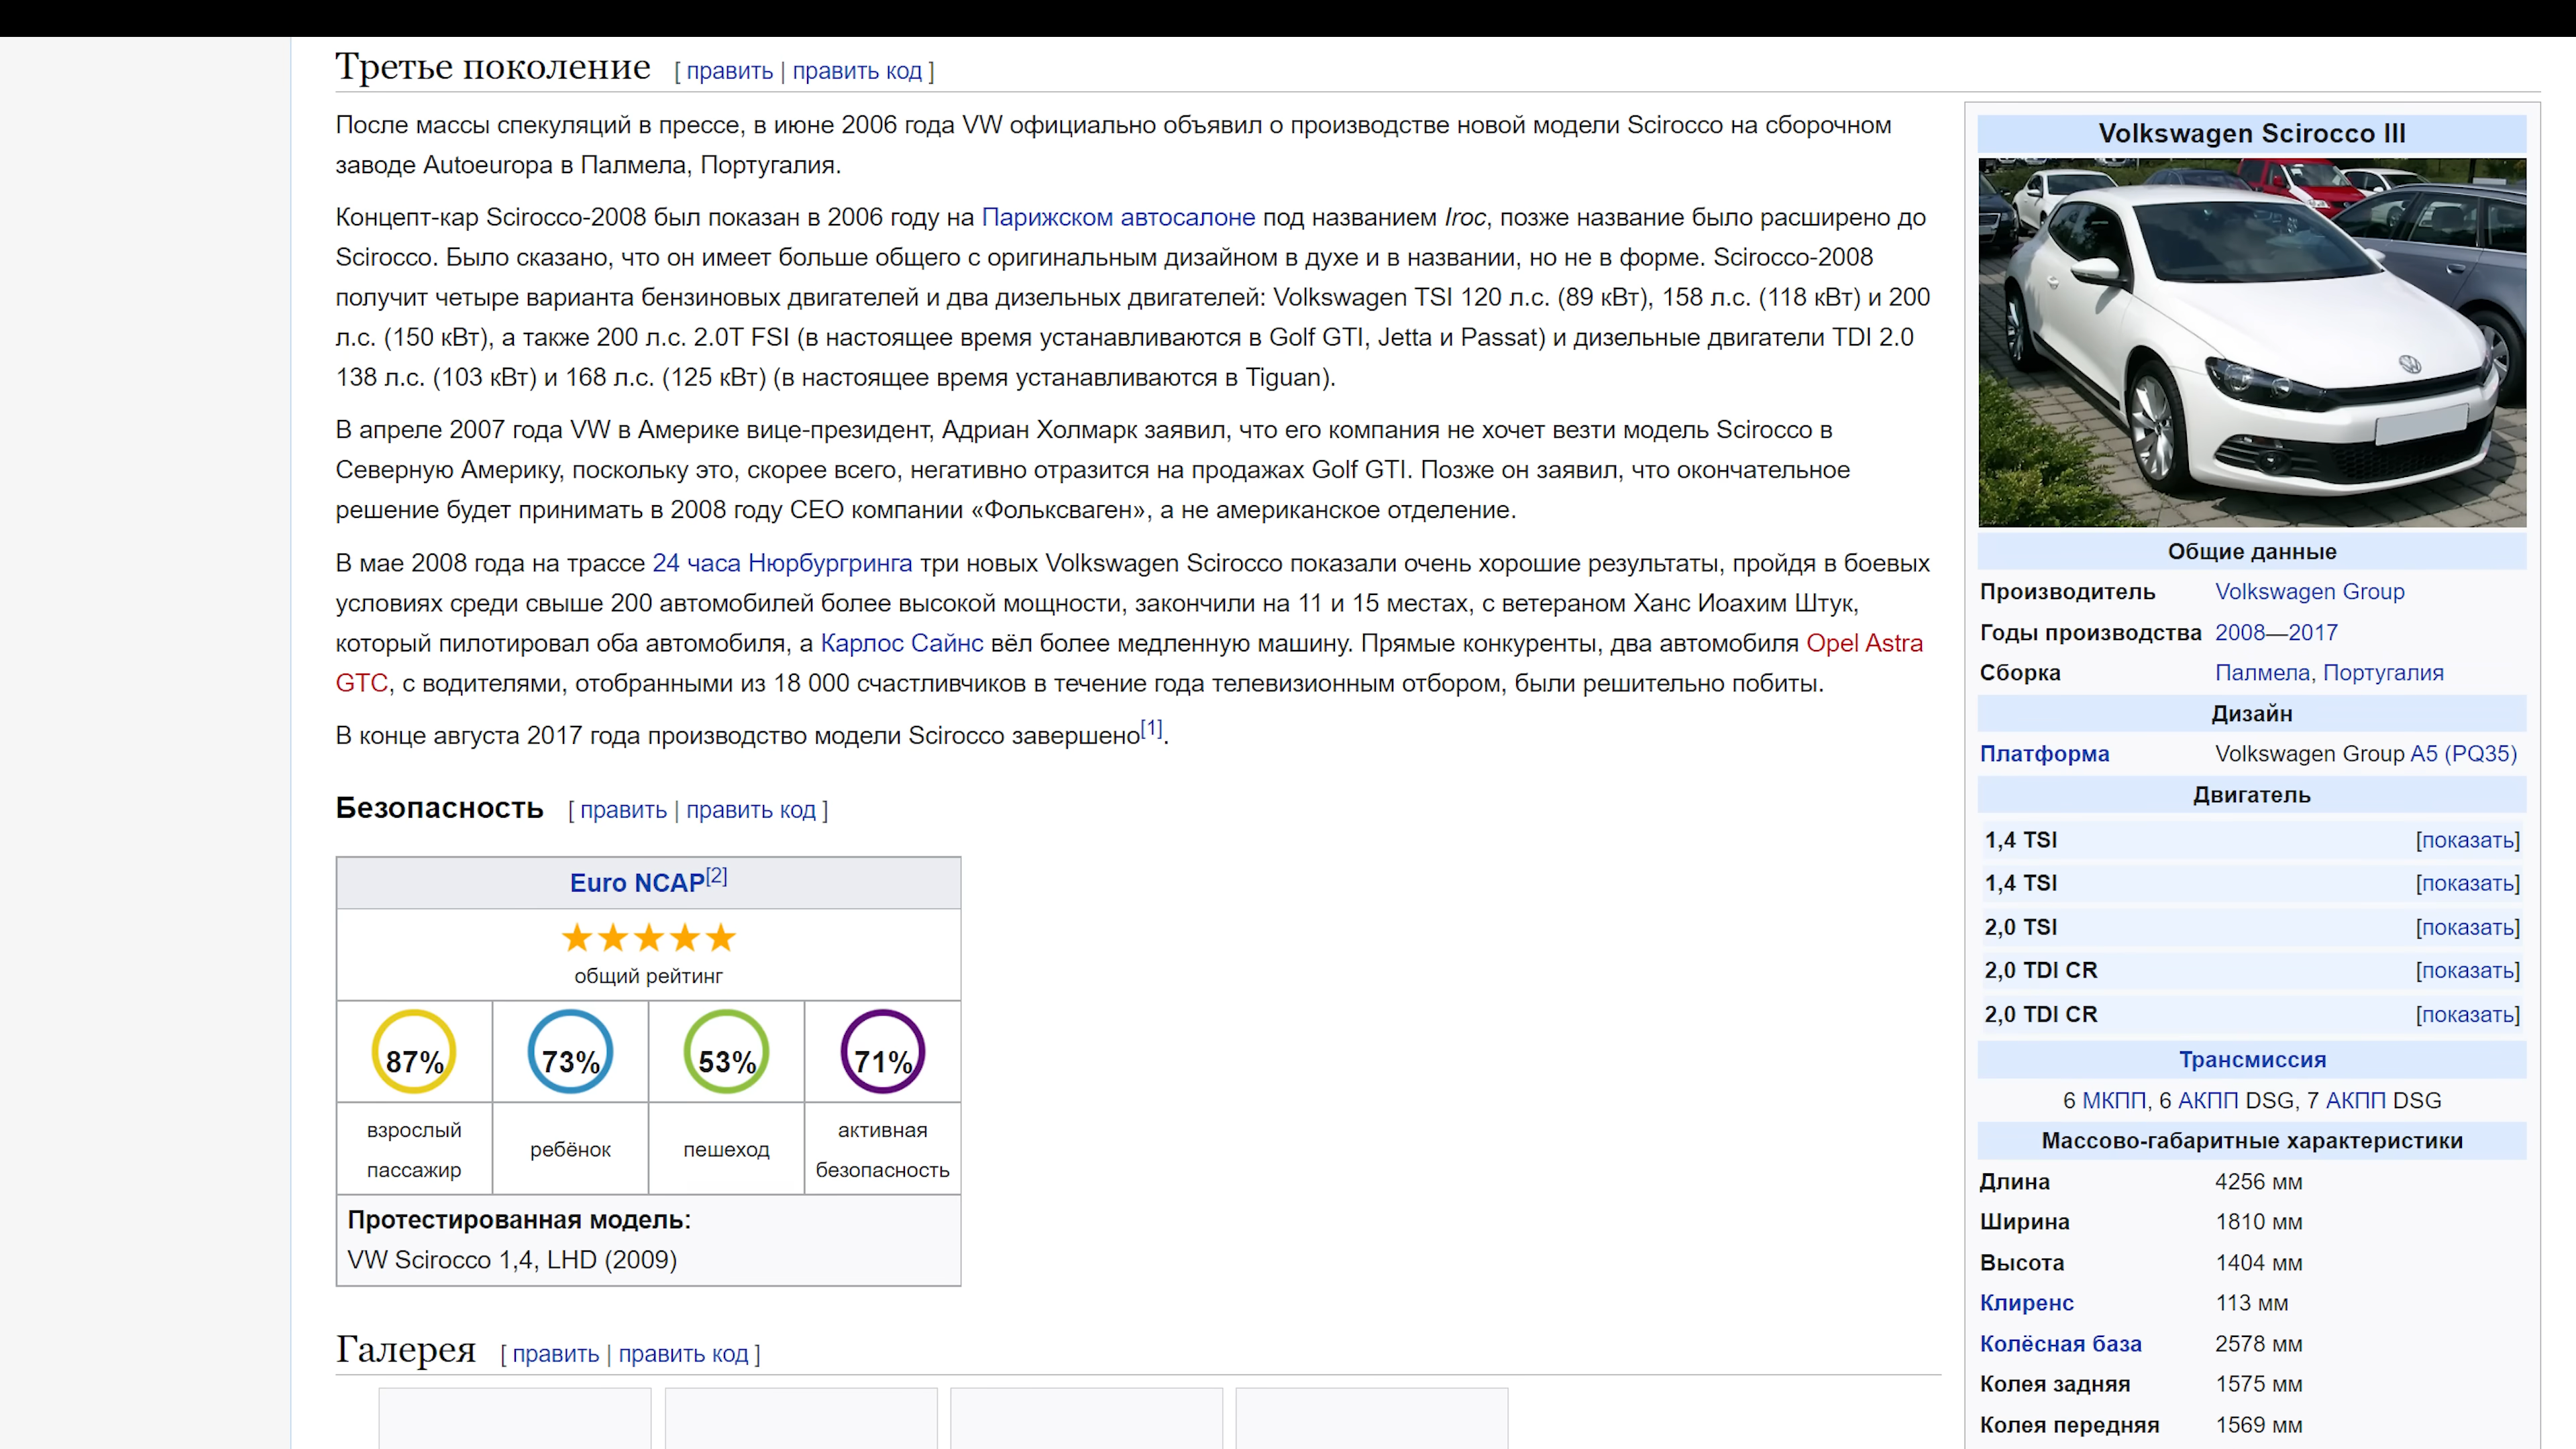 Третье поколение [ править | править код ]
После массы спекуляций в прессе, в июне 2006 года VW официально объявил о производстве новой модели Scirocco на сборочном
заводе Autoeuropa в Палмела, Португалия.
Концепт-кар Scirocco-2008 был показан в 2006 году на Парижском автосалоне под названием Iroc, позже название было расширено до
Scirocco. Было сказано, что он имеет больше общего с оригинальным дизайном в духе и в названии, но не в форме. Scirocco-2008
получит четыре варианта бензиновых двигателей и два дизельных двигателей: Volkswagen TSI 120 л.с. (89 кВт), 158 л.с. (118 кВт) и 200
л.с. (150 кВт), а также 200 л.с. 2.0T FSI (в настоящее время устанавливаются в Golf GTI, Jetta и Passat) и дизельные двигатели TDI 2.0
138 л.с. (103 кВт) и 168 л.с. (125 кВт) (в настоящее время устанавливаются в Tiguan).
В апреле 2007 года VW в Америке вице-президент, Адриан Холмарк заявил, что его компания не хочет везти модель Scirocco в
Северную Америку, поскольку это, скорее всего, негативно отразится на продажах Golf GTI. Позже он заявил, что окончательное
решение будет принимать в 2008 году CEO компании «Фольксваген», а не американское отделение.
В мае 2008 года на трассе 24 часа Нюрбургринга три новых Volkswagen Scirocco показали очень хорошие результаты, пройдя в боевых
условиях среди свыше 200 автомобилей более высокой мощности, закончили на 11 и 15 местах, с ветераном Ханс Иоахим Штук,
который пилотировал оба автомобиля, а Карлос Сайнс вёл более медленную машину. Прямые конкуренты, два автомобиля Opel Astra
GTC, с водителями, отобранными из 18 000 счастливчиков в течение года телевизионным отбором, были решительно побиты.
В конце августа 2017 года производство модели Scirocco завершено[1].
Безопасность [ править | править код ]
Euro NCAP[2]
★★★★★
общий рейтинг
87% 73% 53% 71%
взрослый пассажир
ребёнок
пешеход
активная безопасность
Протестированная модель:
VW Scirocco 1,4, LHD (2009)
Галерея [ править | править код ]
Volkswagen Scirocco III
Общие данные
Производитель Volkswagen Group
Годы производства 2008—2017
Сборка Палмела, Португалия
Дизайн
Платформа Volkswagen Group A5 (PQ35)
Двигатель
1,4 TSI [показать]
1,4 TSI [показать]
2,0 TSI [показать]
2,0 TDI CR [показать]
2,0 TDI CR [показать]
Трансмиссия
6 МКПП, 6 АКПП DSG, 7 АКПП DSG
Массово-габаритные характеристики
Длина 4256 мм
Ширина 1810 мм
Высота 1404 мм
Клиренс 113 мм
Колёсная база 2578 мм
Колея задняя 1575 мм
Колея передняя 1569 мм